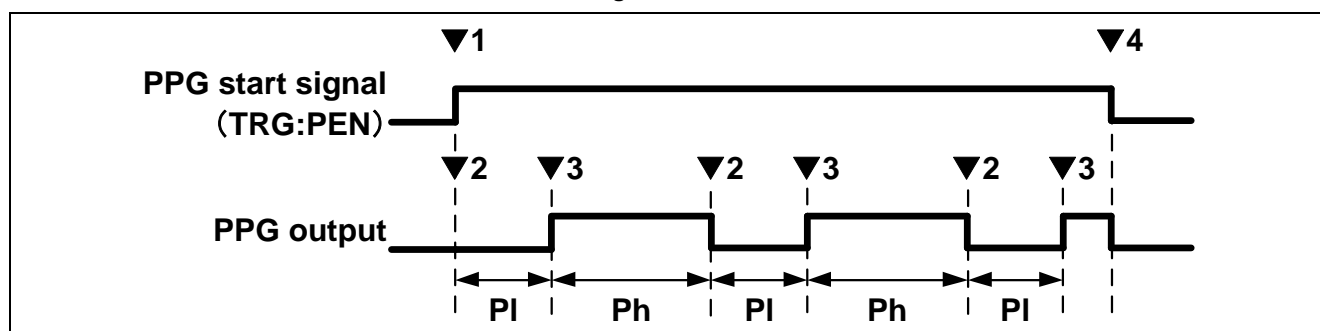 ▼1 ▼4
PPG start signal
（TRG:PEN）
▼2 ▼3 ▼2 ▼3 ▼2 ▼3
PPG output
Pl Ph Pl Ph Pl